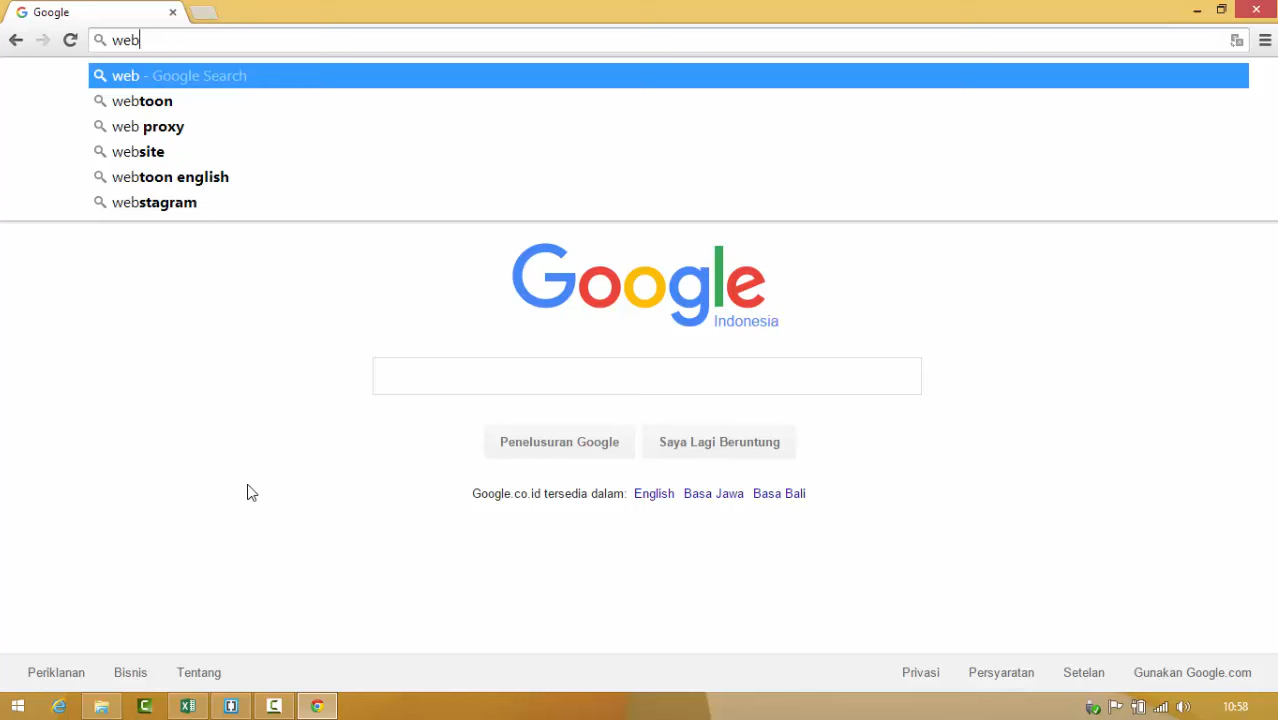 Google
web
web - Google Search
webtoon
web proxy
website
webtoon english
webstagram
Google
Indonesia
Penelusuran Google Saya Lagi Beruntung
Google.co.id tersedia dalam: English Basa Jawa Basa Bali
Periklanan Bisnis Tentang Privasi Persyaratan Setelan Gunakan Google.com
10:58